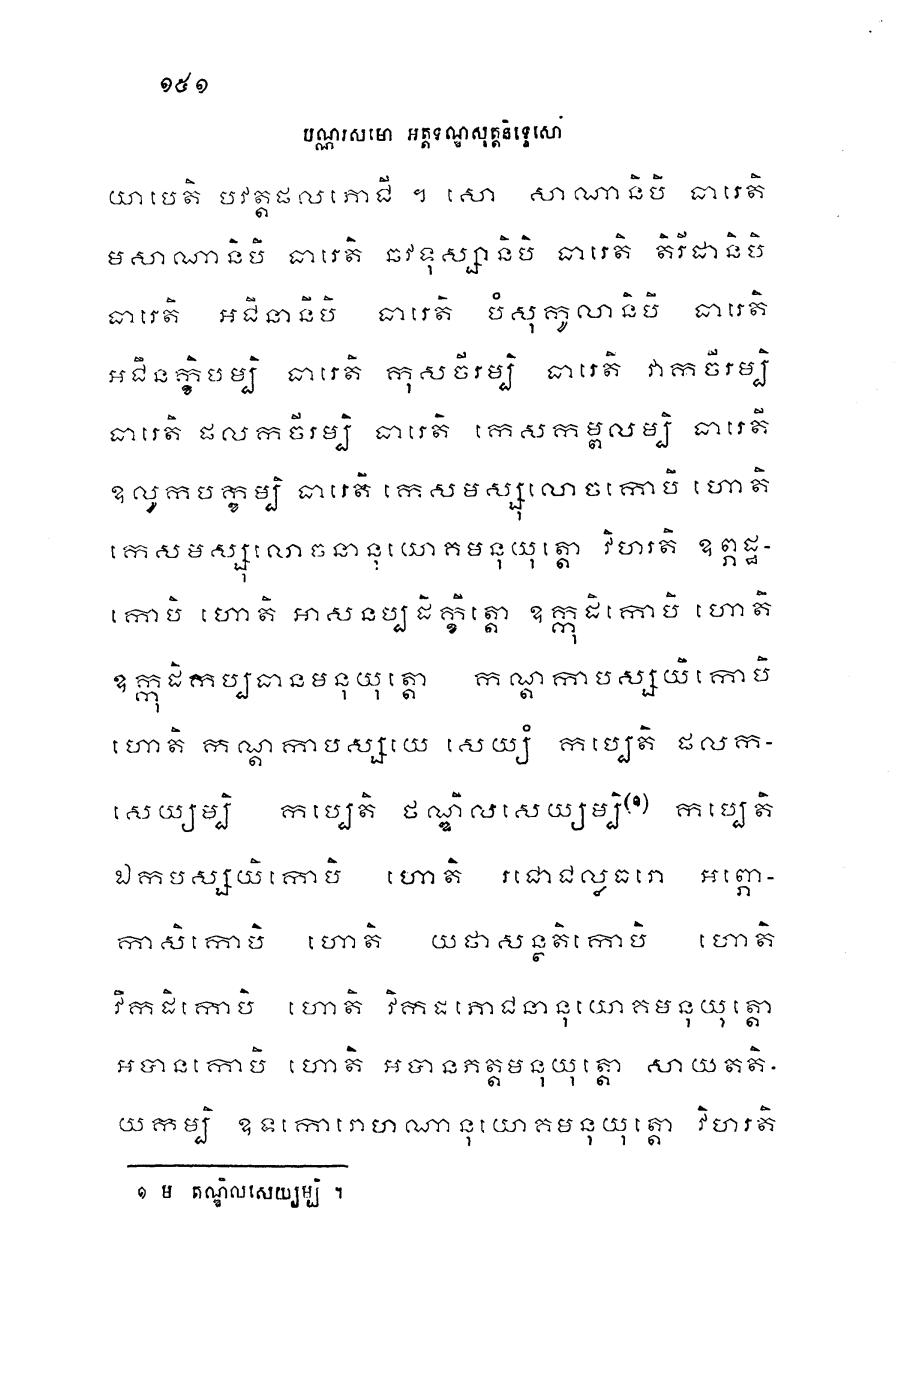 ១៥១
បណ្ណរសមោ អត្តទណ្ឌសុត្តនិទ្ទេសោ
យាបេតិ បវត្តផលភោជី ។ សោ សាណានិបិ ធារេតិ
មសាណានិបិ ធារេតិ ឆវទុស្សានិបិ ធារេតិ តិរីដានិបិ
ធារេតិ អជិនានិបិ ធារេតិ បំសុកូលានិបិ ធារេតិ
អជិនក្ខិបម្បិ ធារេតិ កុសចីរម្បិ ធារេតិ វាកចីរម្បិ
ធារេតិ ផលកចីរម្បិ ធារេតិ កេសកម្ពលម្បិ ធារេតិ
ឧលូកបក្ខម្បិ ធារេតិ កេសមស្សុលោចកោបិ ហោតិ
កេសមស្សុលោចនានុយោគមនុយុត្តោ វិហរតិ ឧព្ភដ្ឋ-
កោបិ ហោតិ អាសនប្បដិក្ខិត្តោ ឧក្កុដិកោបិ ហោតិ
ឧក្កុដិកប្បធានមនុយុត្តោ កណ្ដកាបស្សយិកោបិ
ហោតិ កណ្ដកាបស្សយេ សេយ្យំ កប្បេតិ ផលក-
សេយ្យម្បិ កប្បេតិ ថណ្ឌិលសេយ្យម្បិ(១) កប្បេតិ
ឯកបស្សយិកោបិ ហោតិ រជោជល្លធរោ អព្ភោ-
កាសិកោបិ ហោតិ យថាសន្ថតិកោបិ ហោតិ
វិកដិកោបិ ហោតិ វិកដភោជនានុយោគមនុយុត្តោ
អបានកោបិ ហោតិ អបានកត្តមនុយុត្តោ សាយតតិ-
យកម្បិ ឧទកោរោហណានុយោគមនុយុត្តោ វិហរតិ
១ ម តណ្ឌិលសេយ្យម្បិ ។